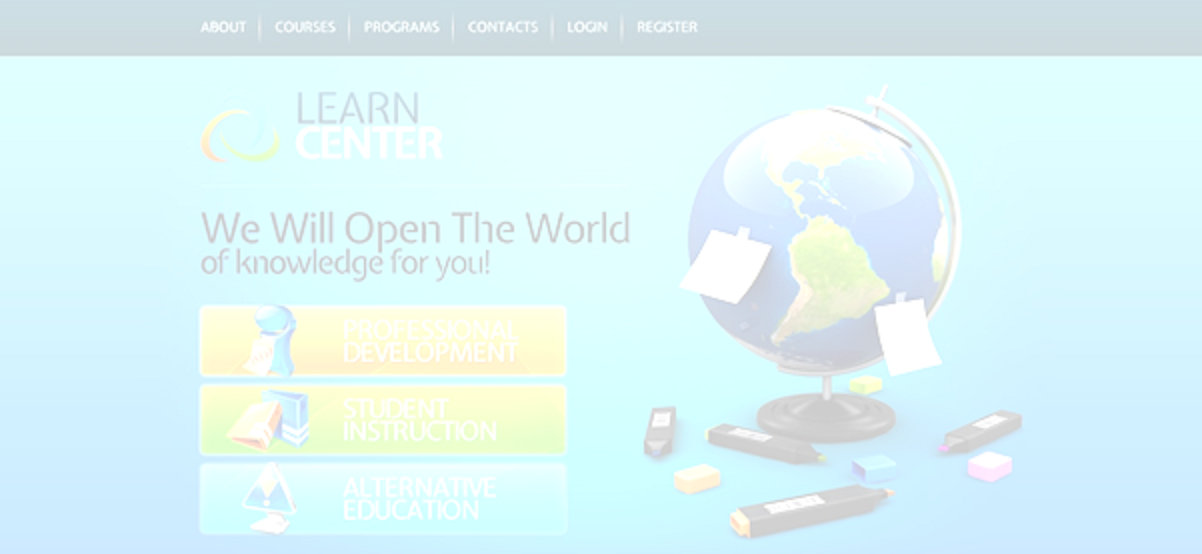 ABOUT COURSES PROGRAMS CONTACTS LOGIN REGISTER
LEARN
CENTER
We Will Open The World
of knowledge for you!
PROFESSIONAL
DEVELOPMENT
STUDENT
INSTRUCTION
ALTERNATIVE
EDUCATION